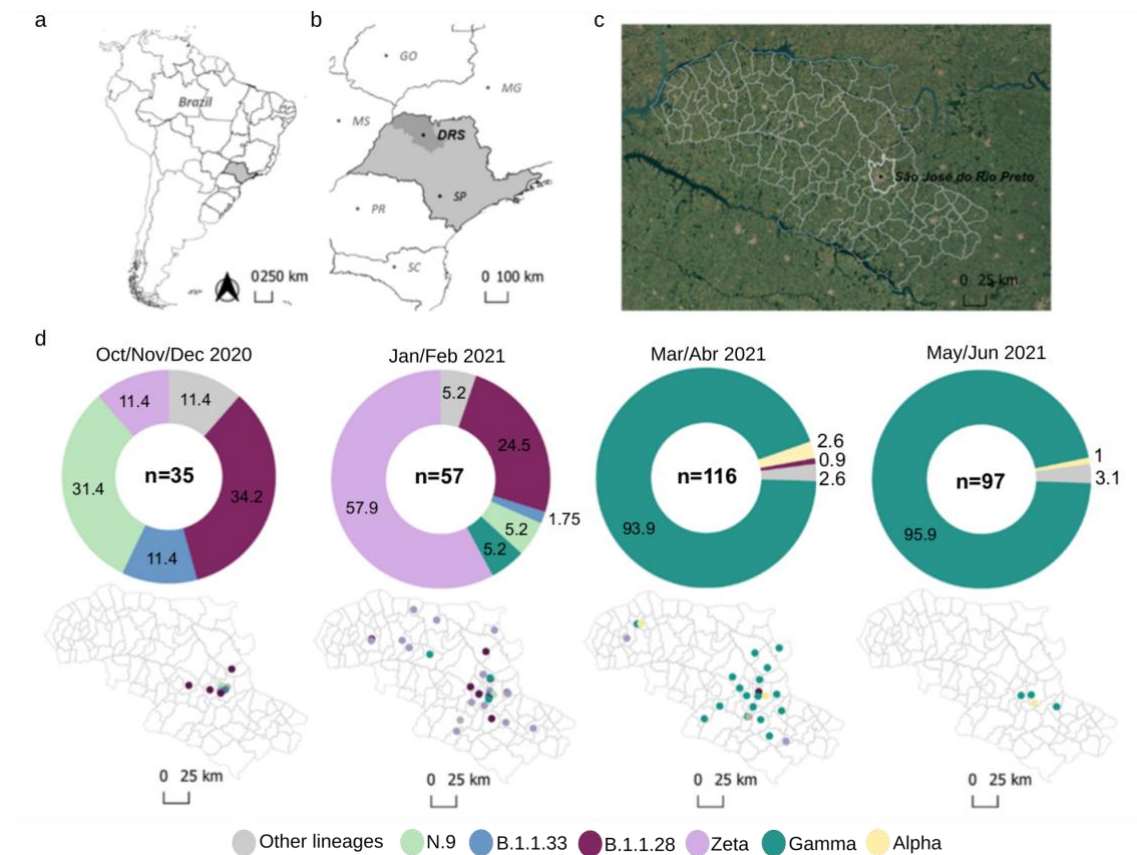 a
b
c
Brazil
0 250 km
GO
MG
MS
DRS
SP
PR
SC
0 100 km
São José do Rio Preto
0 25 km
d
Oct/Nov/Dec 2020
Jan/Feb 2021
Mar/Abr 2021
May/Jun 2021
11.4
11.4
31.4
n=35
34.2
11.4
5.2
24.5
n=57
57.9
1.75
5.2
5.2
2.6
0.9
2.6
n=116
93.9
1
3.1
n=97
95.9
0 25 km
0 25 km
0 25 km
0 25 km
Other lineages
N.9
B.1.1.33
B.1.1.28
Zeta
Gamma
Alpha